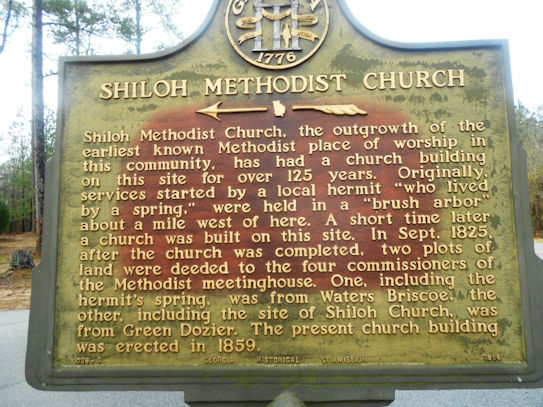 1776
SHILOH METHODIST CHURCH
Shiloh Methodist Church, the outgrowth of the
earliest known Methodist place of worship in
this community, has had a church building
on this site for over 125 years. Originally,
services started by a local hermit "who lived
by a spring," were held in a "brush arbor"
about a mile west of here. A short time later
a church was built on this site. In Sept. 1825,
after the church was completed, two plots of
land were deeded to the four commissioners of
the Methodist meetinghouse. One, including the
hermit's spring, was from Waters Briscoe, the
other, including the site of Shiloh Church, was
from Green Dozier. The present church building
was erected in 1859.
GEORGIA HISTORICAL COMMISSION